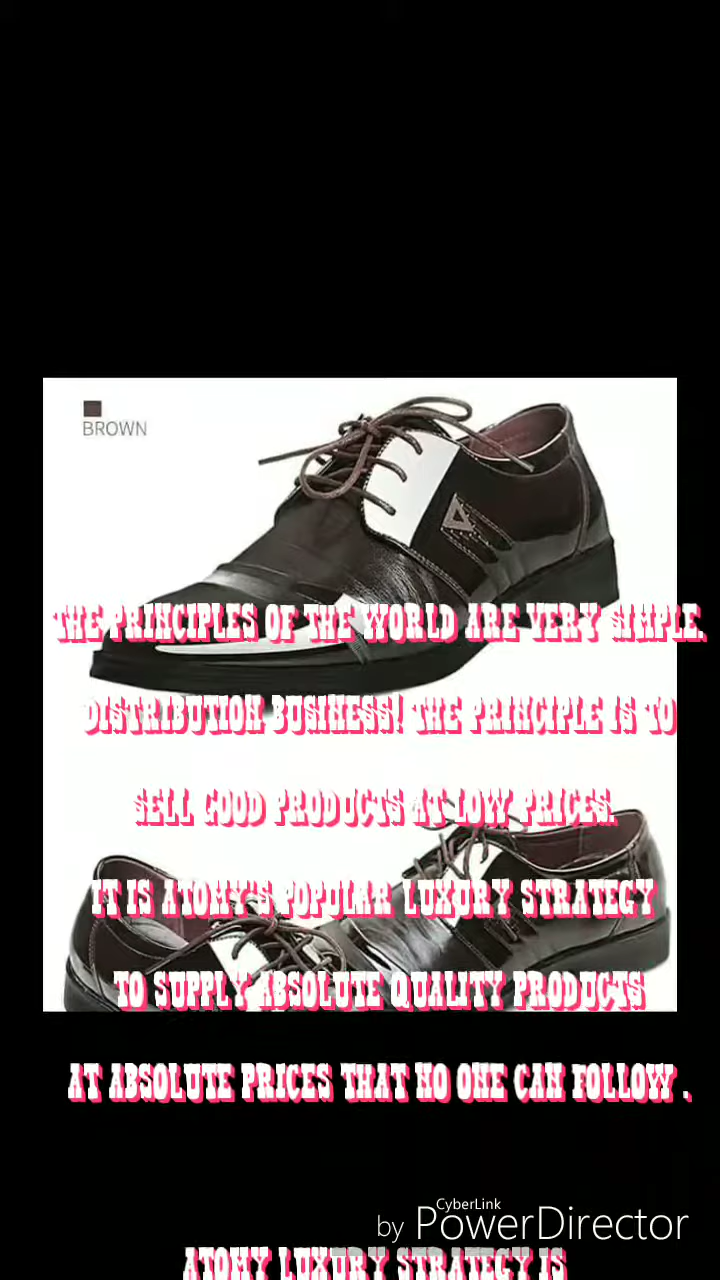 BROWN
THE PRINCIPLES OF THE WORLD ARE VERY SIMPLE.
DISTRIBUTION BUSINESS! THE PRINCIPLE IS TO
SELL GOOD PRODUCTS AT LOW PRICES.
IT IS ATOMY'S POPULAR LUXURY STRATEGY
TO SUPPLY ABSOLUTE QUALITY PRODUCTS
AT ABSOLUTE PRICES THAT NO ONE CAN FOLLOW .
CyberLink
by PowerDirector
ATOMY LUXURY STRATEGY IS